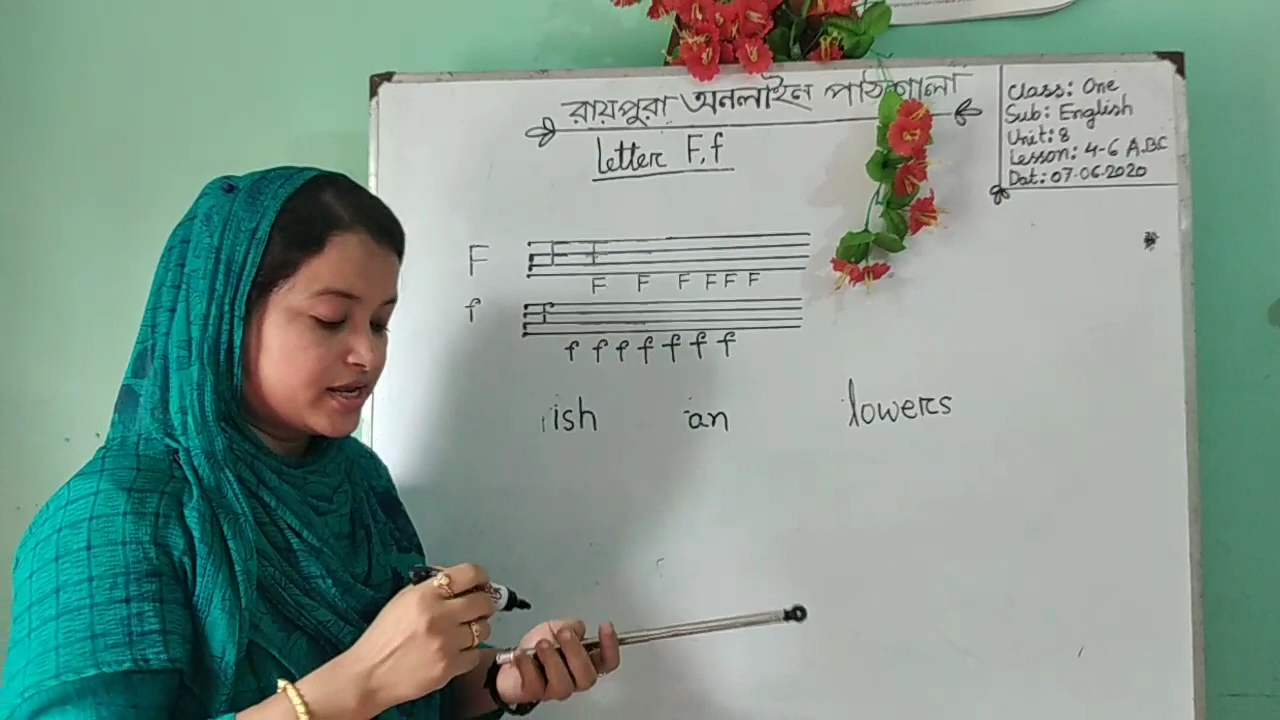 রায়পুরা অনলাইন পাঠশালা
Letter F, f
Class: One
Sub: English
Unit: 8
Lesson: 4-6 A.BC
Dat: 07.06.2020
F F F
F F F F F F
f f
f f f f f f f
ish an lowers